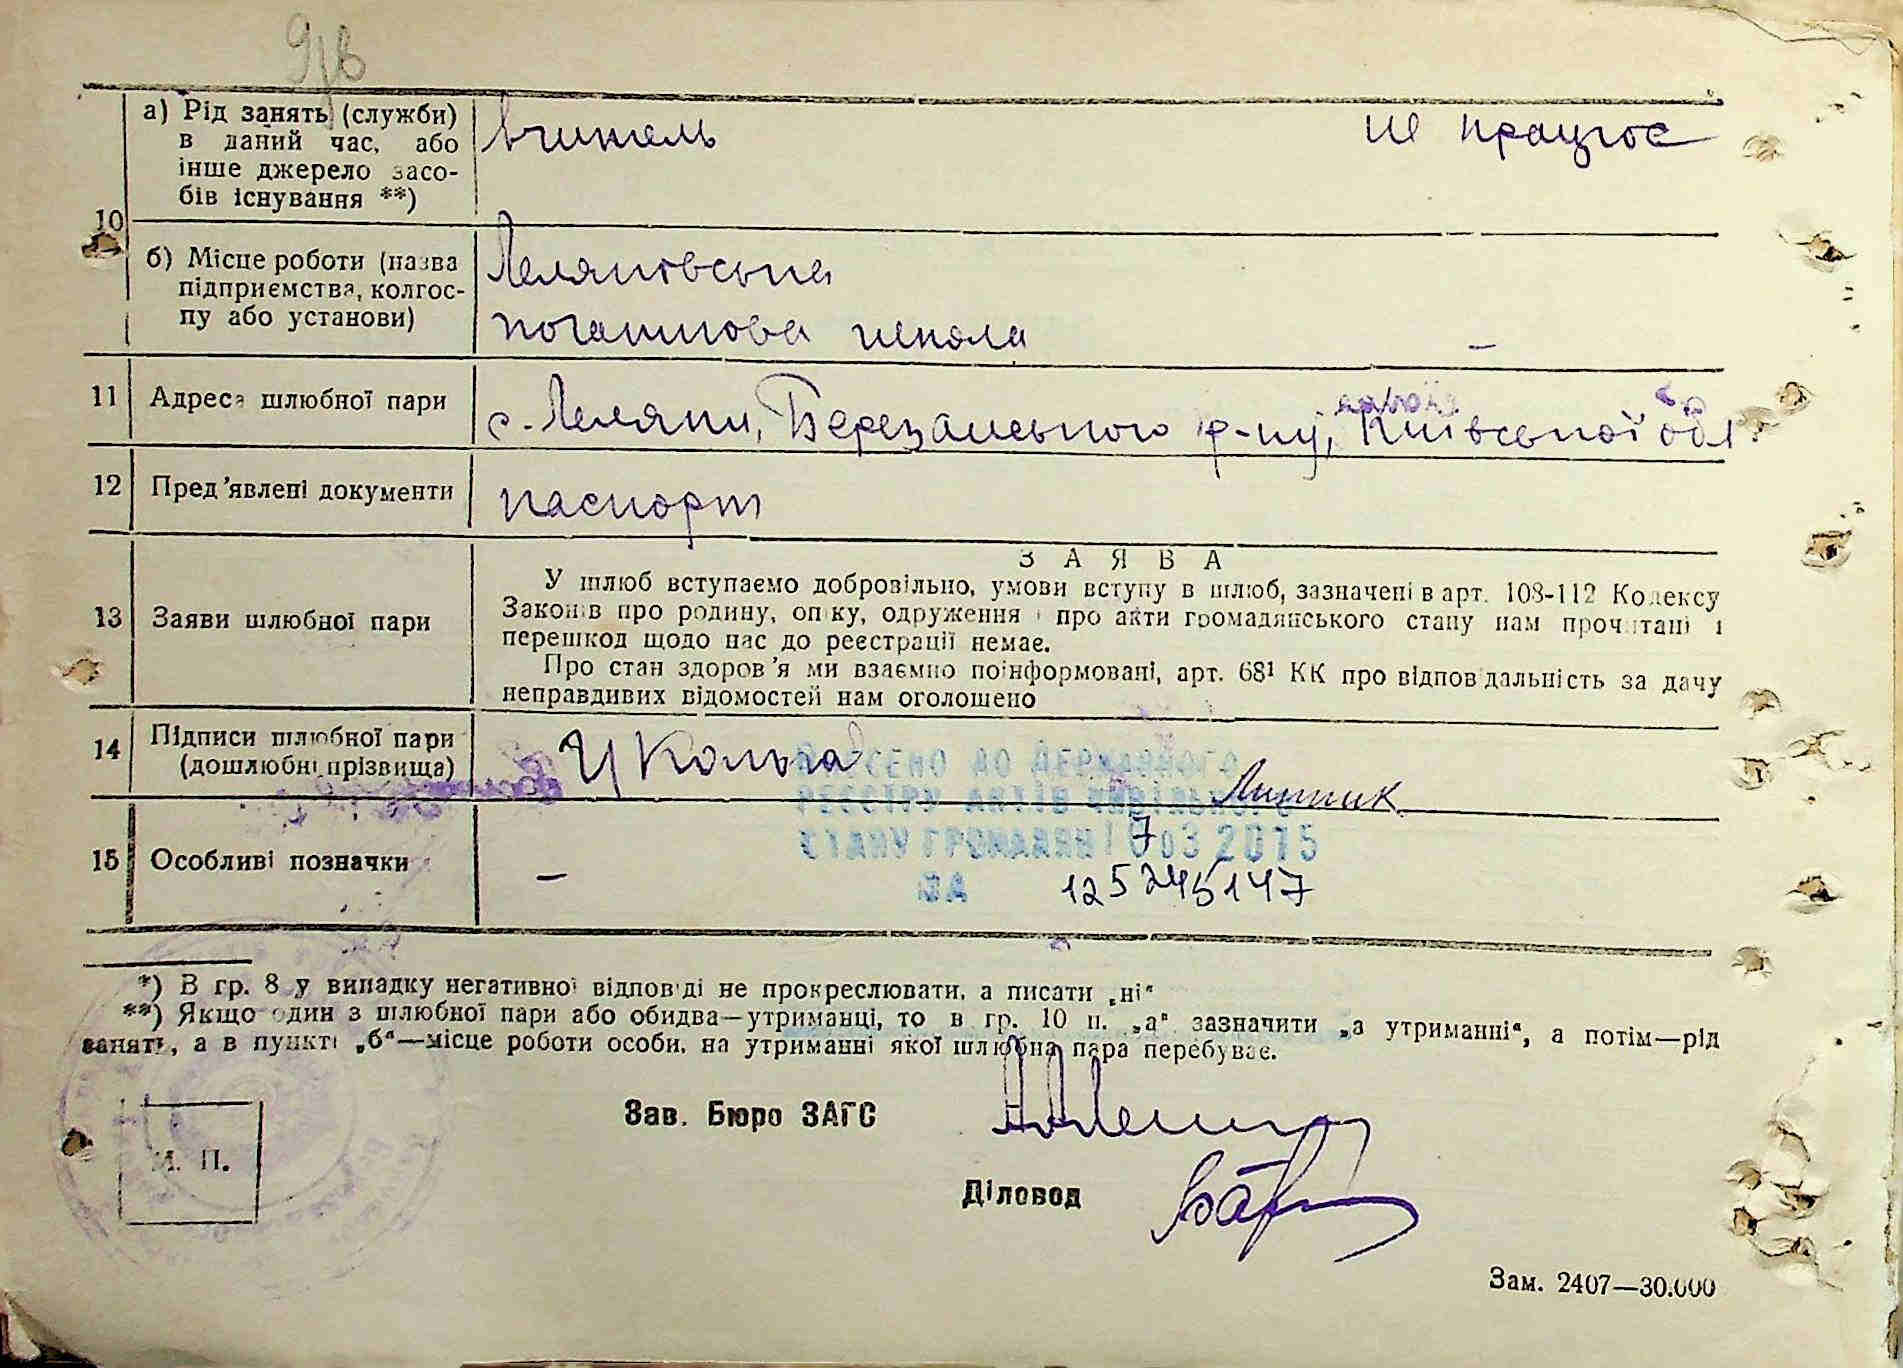 9зв
а) Рід занять (служби)
в даний час, або
інше джерело засо-
бів існування **)
вчитель
не працює
10
б) Місце роботи (назва
підприємства, колгос-
пу або установи)
Леляківська
початкова школа
–
11 Адреса шлюбної пари
с. Леляки, Березанського р-ну, Київської обл
12 Пред'явлені документи
паспорт
13 Заяви шлюбної пари
ЗАЯВА
У шлюб вступаємо добровільно, умови вступу в шлюб, зазначені в арт. 108-112 Кодексу
Законів про родину, опіку, одруження і про акти громадянського стану нам прочитані і
перешкод щодо нас до реєстрації немає.
Про стан здоров'я ми взаємно поінформовані, арт. 68¹ КК про відповідальність за дачу
неправдивих відомостей нам оголошено
14 Підписи шлюбної пари
(дошлюбні прізвища)
ВНЕСЕНО ДО ДЕРЖАВНОГО
РЕЄСТРУ АКТІВ ЦИВІЛЬНОГО
СТАНУ ГРОМАДЯН 03 2015
ЗА 125245147
15 Особливі позначки
–
*) В гр. 8 у випадку негативної відповіді не прокреслювати, а писати „ні"
**) Якщо один з шлюбної пари або обидва—утриманці, то в гр. 10 п. „а" зазначити „а утриманні", а потім—рід
занять, а в пункті „б"—місце роботи особи, на утриманні якої шлюбна пара перебуває.
Зав. Бюро ЗАГС
М. П.
Діловод
Зам. 2407—30.000